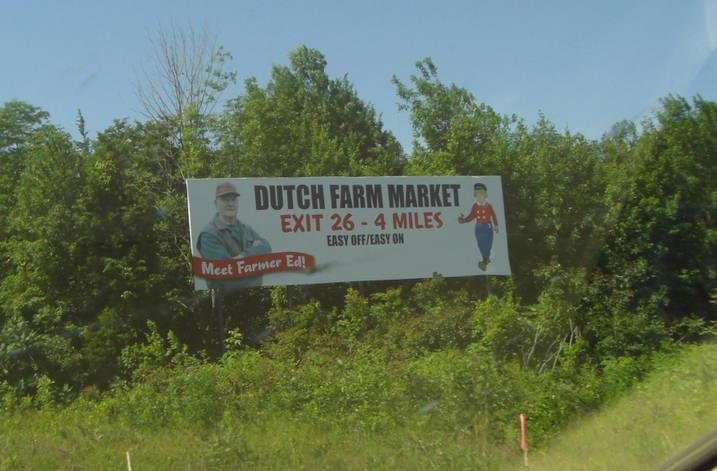 DUTCH FARM MARKET
EXIT 26 - 4 MILES
EASY OFF/EASY ON
Meet Farmer Ed!